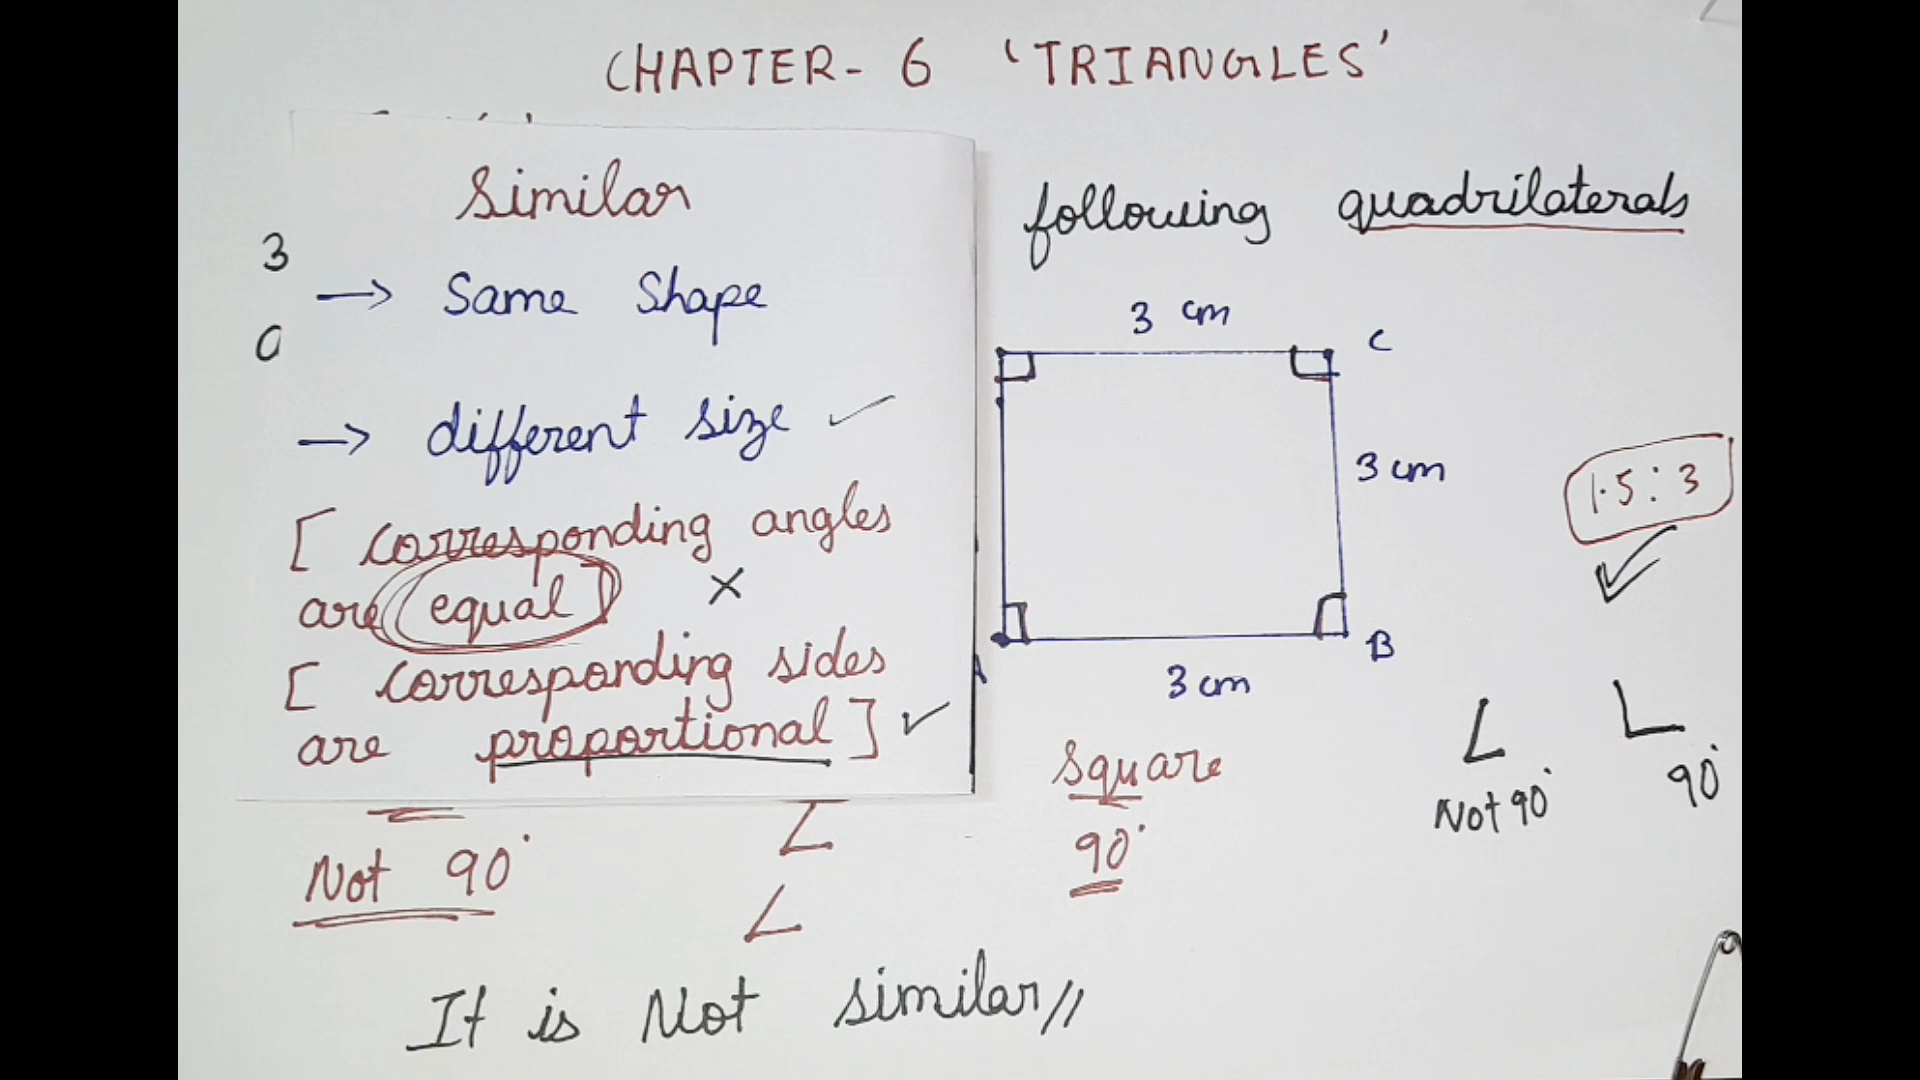 CHAPTER- 6 'TRIANGLES'
Similar
→ Same Shape
→ different size ✓
[ corresponding angles
are (equal)] ×
[ corresponding sides
are proportional] ✓
3
0
following quadrilaterals
3 cm
C
3 cm
B
3 cm
1.5:3
✓
square
90°
Not 90°
90°
Not 90°
It is Not similar//